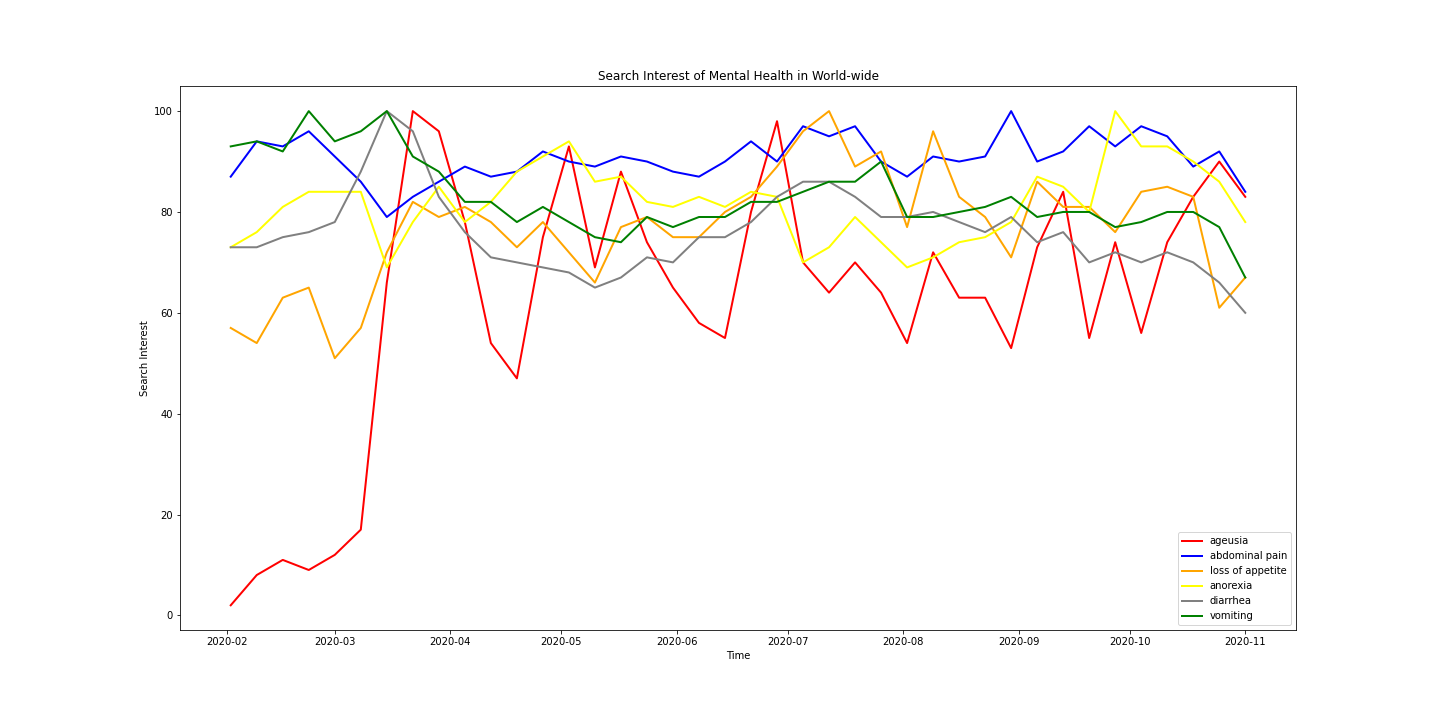 Search Interest of Mental Health in World-wide
100
80
60
40
20
0
Search Interest
2020-02 2020-03 2020-04 2020-05 2020-06 2020-07 2020-08 2020-09 2020-10 2020-11
Time
ageusia
abdominal pain
loss of appetite
anorexia
diarrhea
vomiting